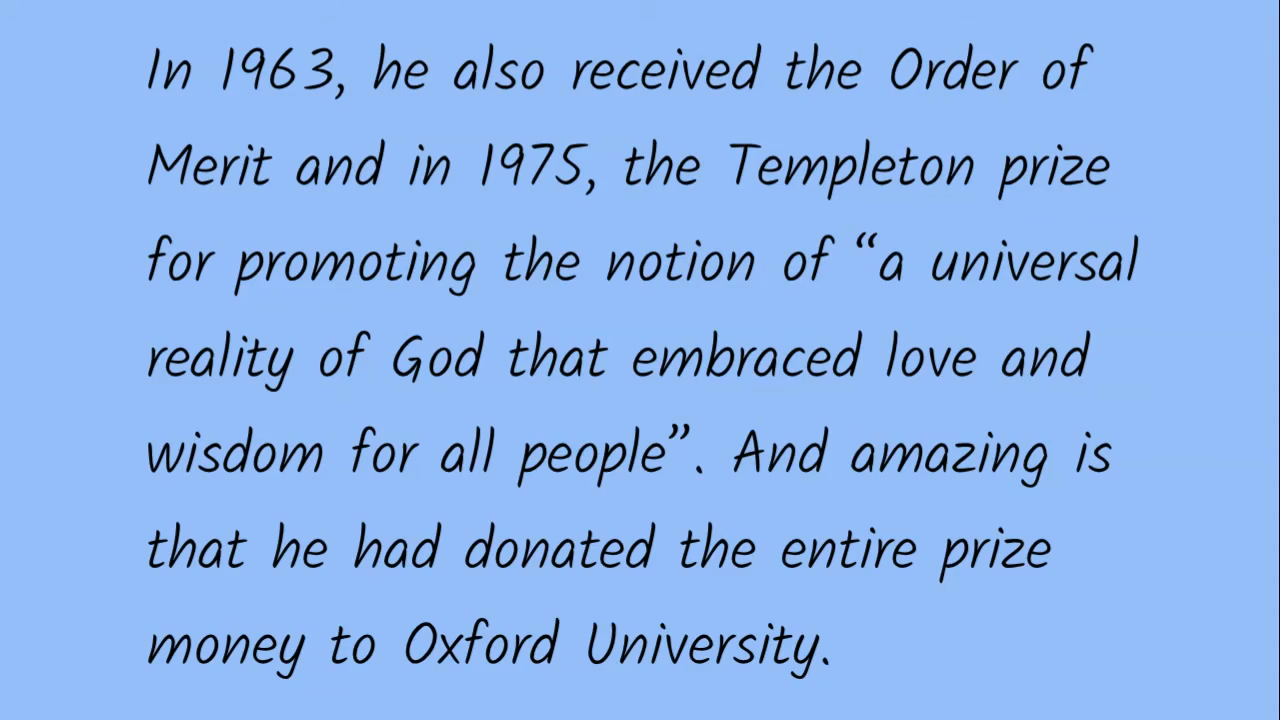 In 1963, he also received the Order of
Merit and in 1975, the Templeton prize
for promoting the notion of “a universal
reality of God that embraced love and
wisdom for all people”. And amazing is
that he had donated the entire prize
money to Oxford University.